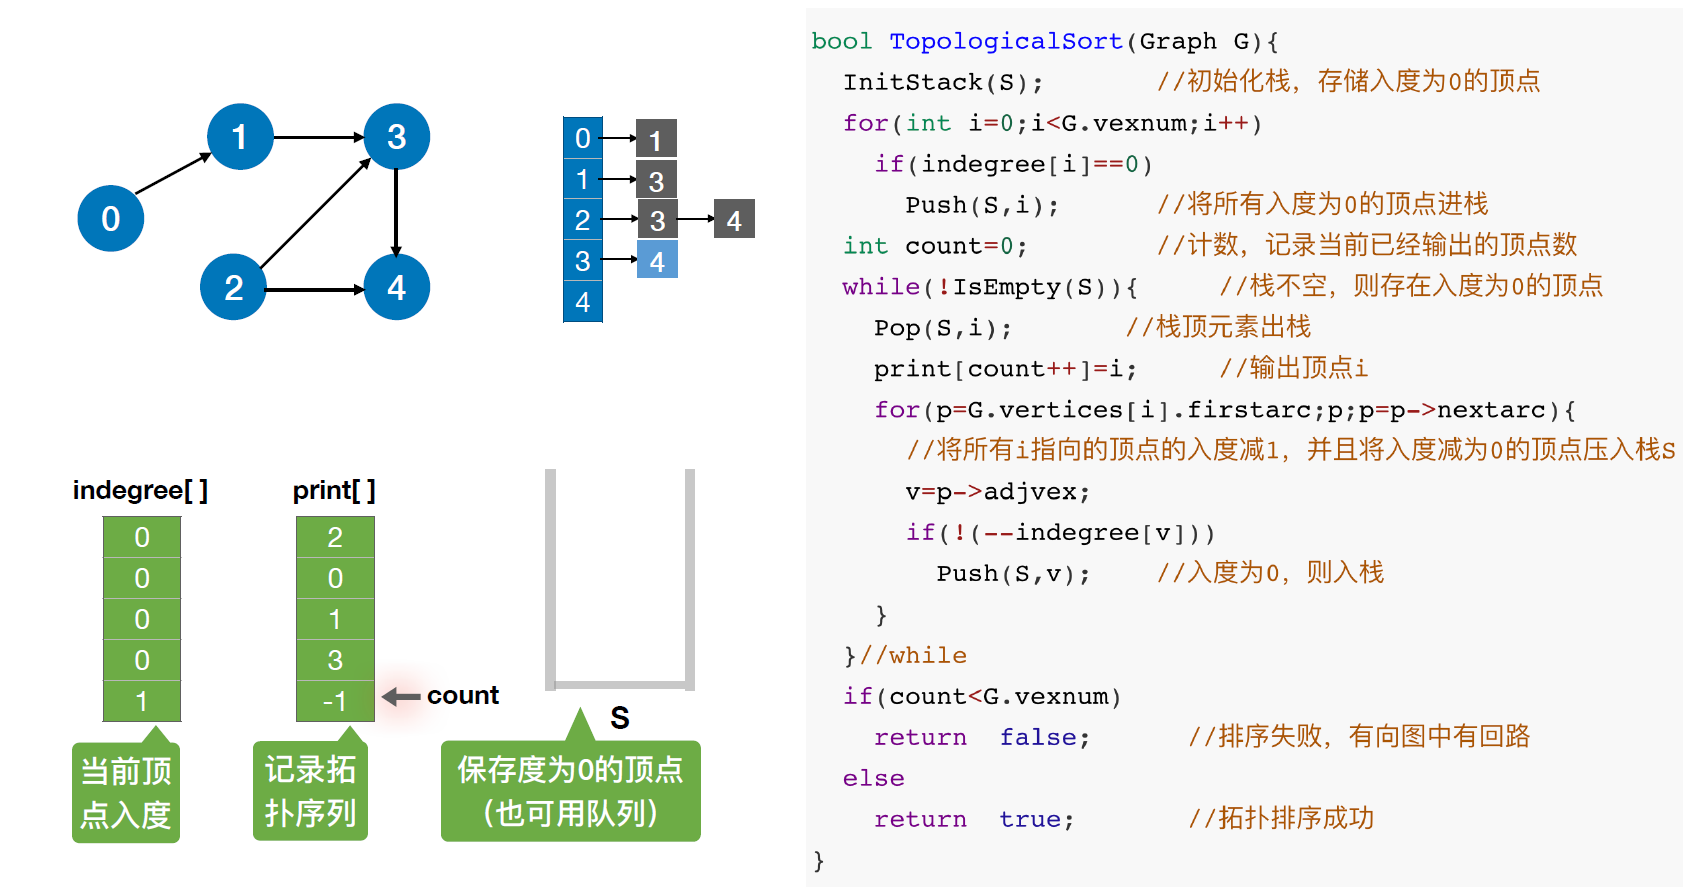 1
3
0
2
4
0 1
1 3
2 3 4
3 4
4
indegree[ ]
0
0
0
0
1
当前顶
点入度
print[ ]
2
0
1
3
-1
count
记录拓
扑序列
S
保存度为0的顶点
(也可用队列)
bool TopologicalSort(Graph G){
InitStack(S); //初始化栈，存储入度为0的顶点
for(int i=0;i<G.vexnum;i++)
if(indegree[i]==0)
Push(S,i); //将所有入度为0的顶点进栈
int count=0; //计数，记录当前已经输出的顶点数
while(!IsEmpty(S)){ //栈不空，则存在入度为0的顶点
Pop(S,i); //栈顶元素出栈
print[count++]=i; //输出顶点i
for(p=G.vertices[i].firstarc;p;p=p->nextarc){
//将所有i指向的顶点的入度减1，并且将入度减为0的顶点压入栈S
v=p->adjvex;
if(!(--indegree[v]))
Push(S,v); //入度为0，则入栈
}
}//while
if(count<G.vexnum)
return false; //排序失败，有向图中有回路
else
return true; //拓扑排序成功
}